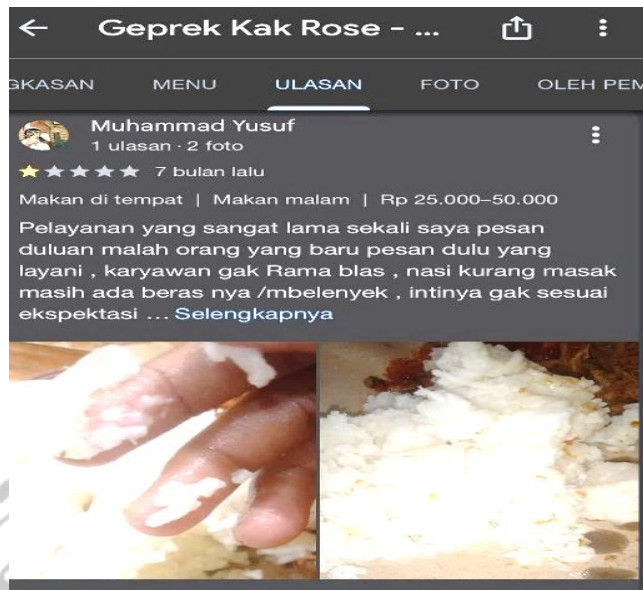 Geprek Kak Rose - ...
GKASAN MENU ULASAN FOTO OLEH PEM
Muhammad Yusuf
1 ulasan · 2 foto
7 bulan lalu
Makan di tempat | Makan malam | Rp 25.000–50.000
Pelayanan yang sangat lama sekali saya pesan
duluan malah orang yang baru pesan dulu yang
layani , karyawan gak Rama blas , nasi kurang masak
masih ada beras nya /mbelenyek , intinya gak sesuai
ekspektasi ... Selengkapnya